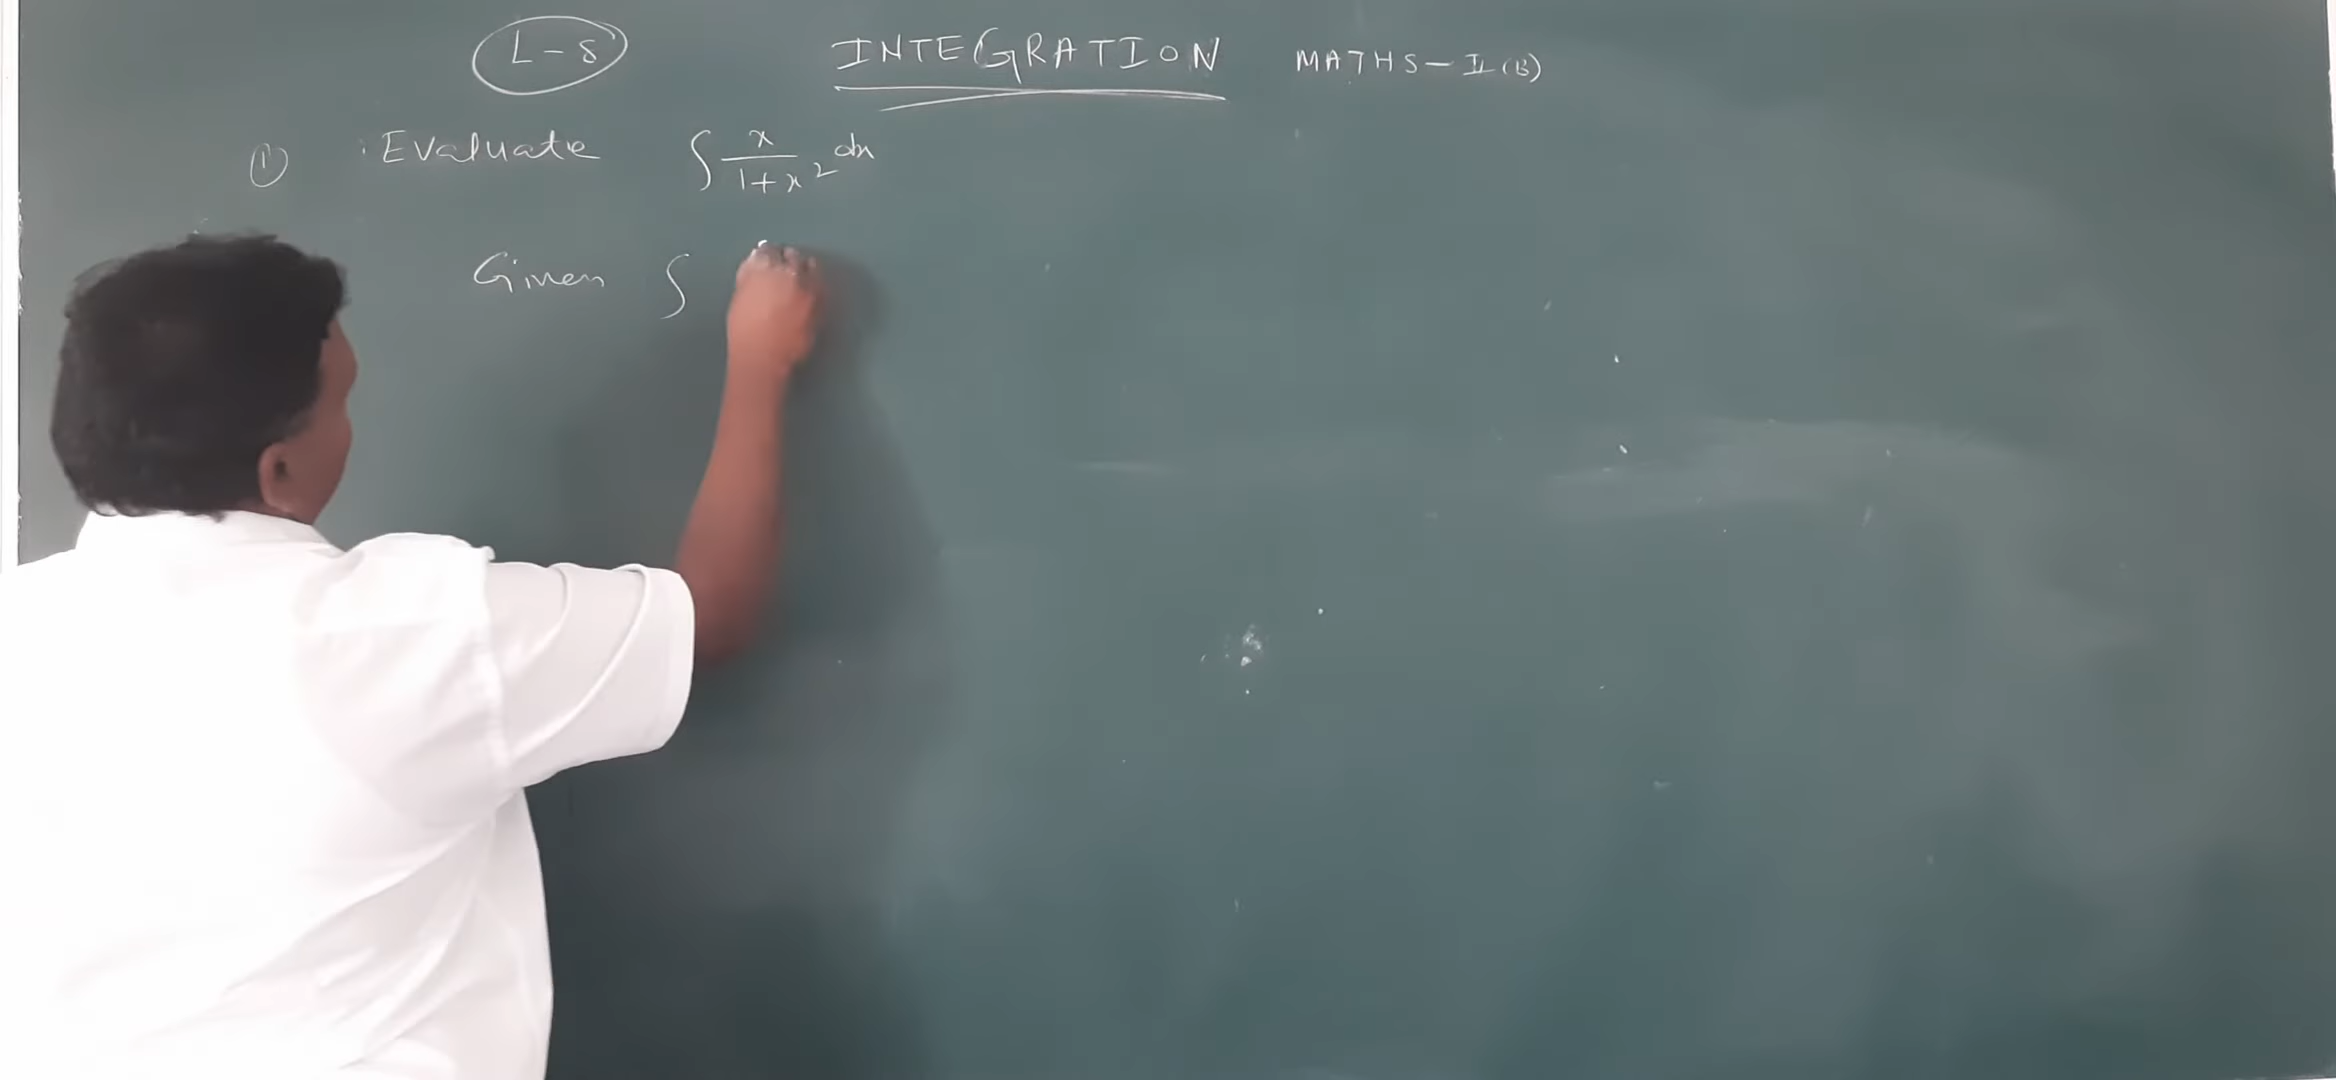 L-8 INTEGRATION MATHS-II(B)
① Evaluate ∫ x/(1+x²) dx
Given ∫